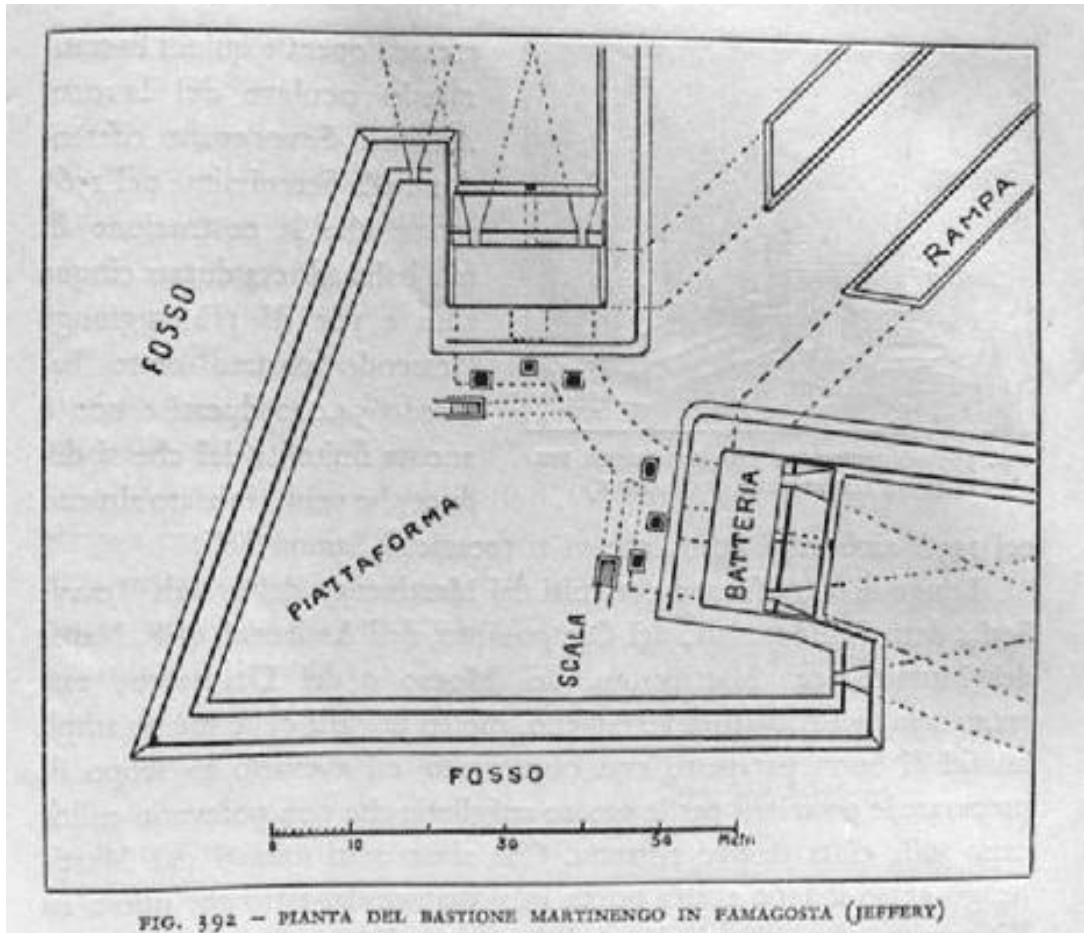 FOSSO
RAMPA
PIATTAFORMA
BATTERIA
SCALA
FOSSO
0 10 30 50 Metri
FIG. 392 — PIANTA DEL BASTIONE MARTINENGO IN FAMAGOSTA (JEFFERY)